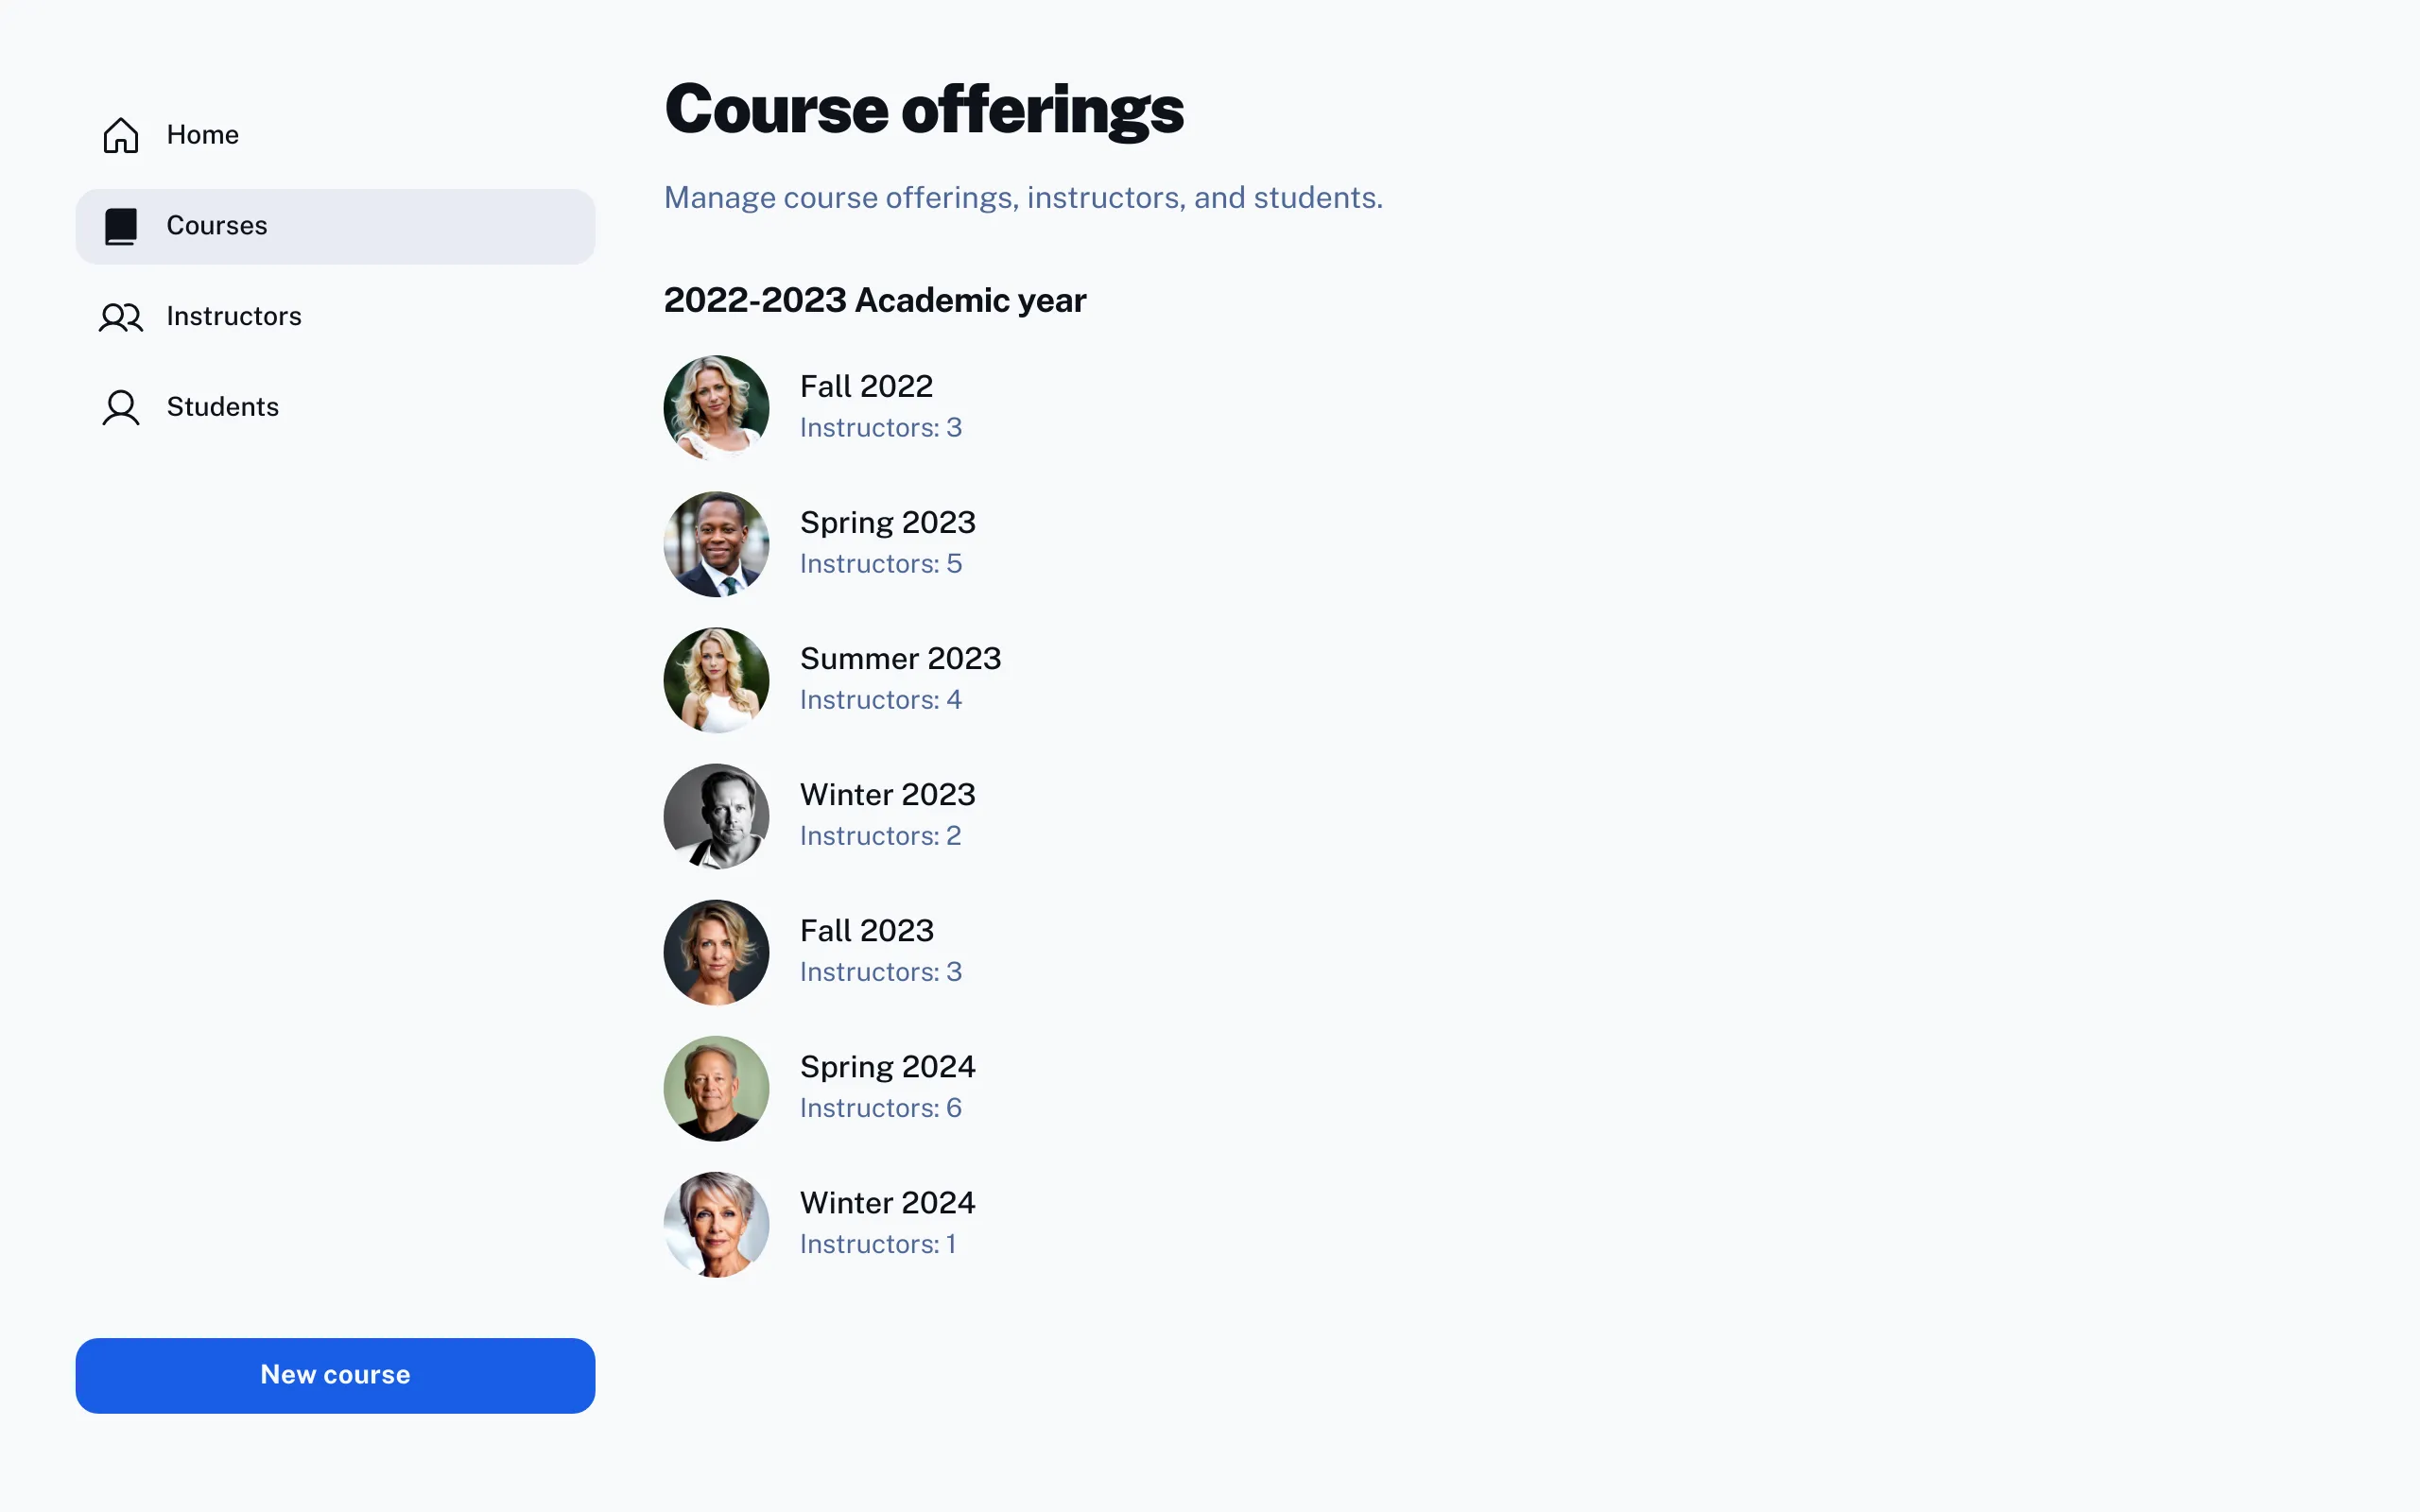 Home
Courses
Instructors
Students
New course
Course offerings
Manage course offerings, instructors, and students.
2022-2023 Academic year
Fall 2022
Instructors: 3
Spring 2023
Instructors: 5
Summer 2023
Instructors: 4
Winter 2023
Instructors: 2
Fall 2023
Instructors: 3
Spring 2024
Instructors: 6
Winter 2024
Instructors: 1